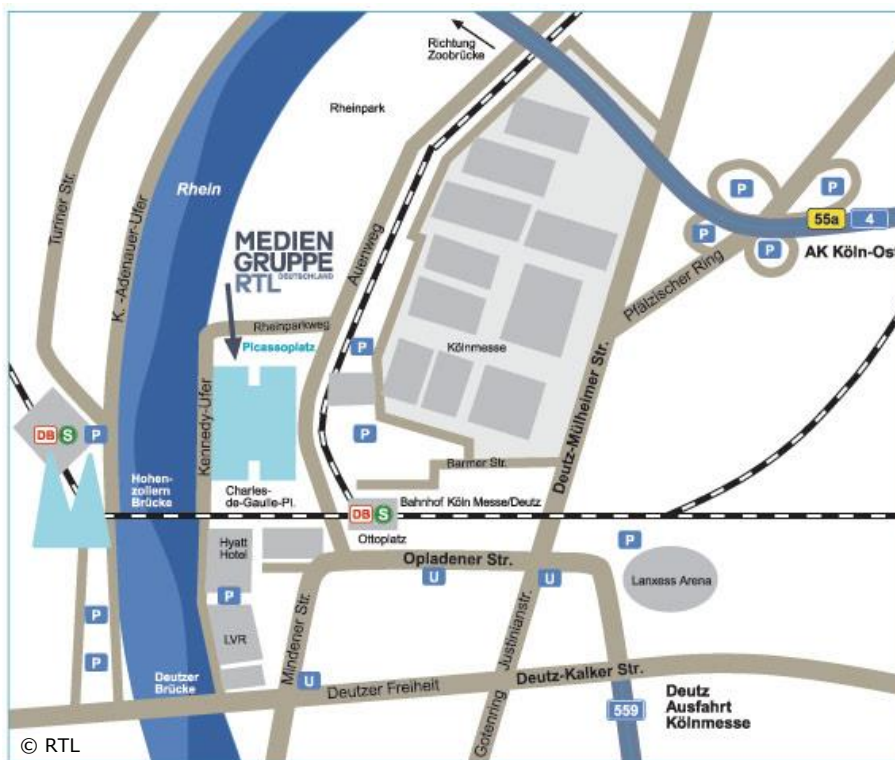 Richtung
Zoobrücke
Rheinpark
Turiner Str.
K. -Adenauer-Ufer
Rhein
Auenweg
P
P
55a
4
P
P
AK Köln-Ost
MEDIEN
GRUPPE
DEUTSCHLAND
RTL
Pfälzischer Ring
Rheinparkweg
Picassoplatz
P
Kölnmesse
Deutz-Mülheimer Str.
Kennedy-Ufer
DB
S
P
P
Barmer Str.
Hohen-
zollern
Brücke
Charles-
de-Gaulle-Pl.
Bahnhof Köln Messe/Deutz
DB
S
Ottoplatz
Hyatt
Hotel
P
Opladener Str.
U
U
Lanxess Arena
P
P
P
LVR
Mindener Str.
Justinianstr.
Deutzer
Brücke
U
Deutzer Freiheit
Deutz-Kalker Str.
Gotenring
559
Deutz
Ausfahrt
Kölnmesse
© RTL